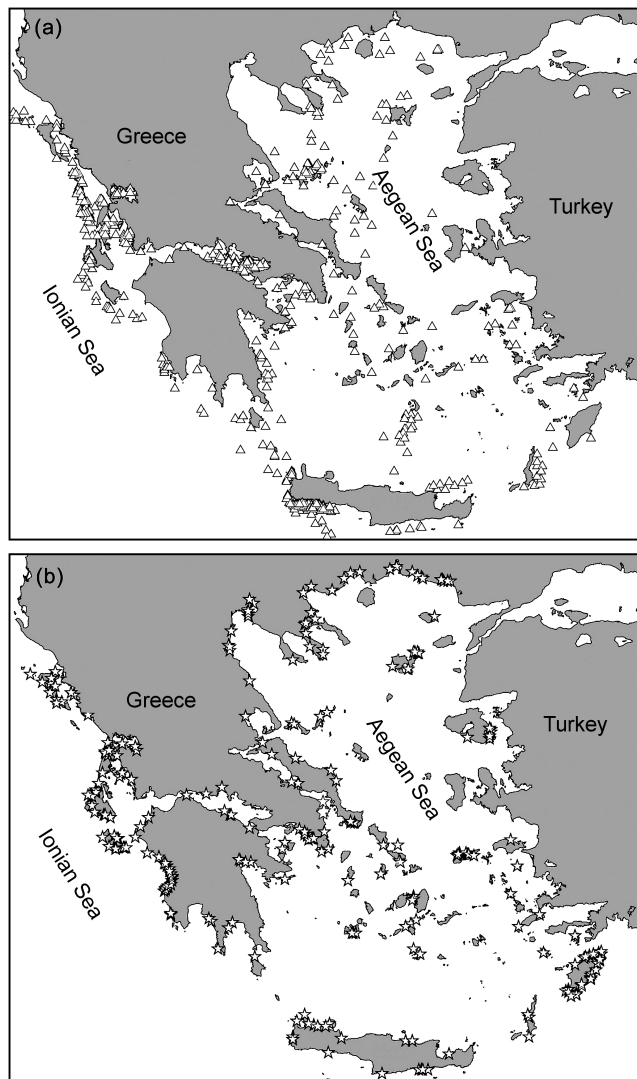 (a)
Greece
Aegean Sea
Turkey
Ionian Sea
(b)
Greece
Aegean Sea
Turkey
Ionian Sea